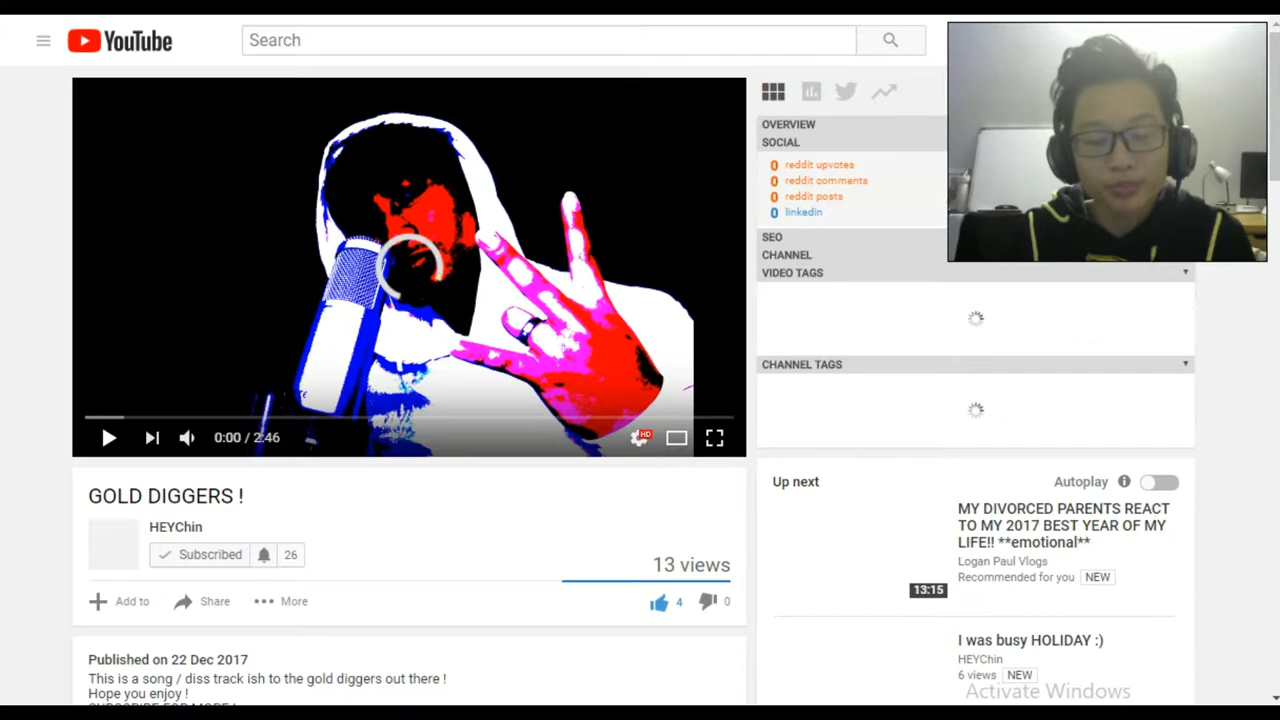 YouTube
Search
OVERVIEW
SOCIAL
0 reddit upvotes
0 reddit comments
0 reddit posts
0 linkedin
SEO
CHANNEL
VIDEO TAGS
CHANNEL TAGS
0:00 / 2:46
HD
GOLD DIGGERS !
HEYChin
Subscribed 26
13 views
Add to Share More
4 0
Published on 22 Dec 2017
This is a song / diss track ish to the gold diggers out there !
Hope you enjoy !
SUBSCRIBE FOR MORE !
Up next Autoplay
MY DIVORCED PARENTS REACT
TO MY 2017 BEST YEAR OF MY
LIFE!! **emotional**
Logan Paul Vlogs
Recommended for you NEW
13:15
I was busy HOLIDAY :)
HEYChin
6 views NEW
Activate Windows